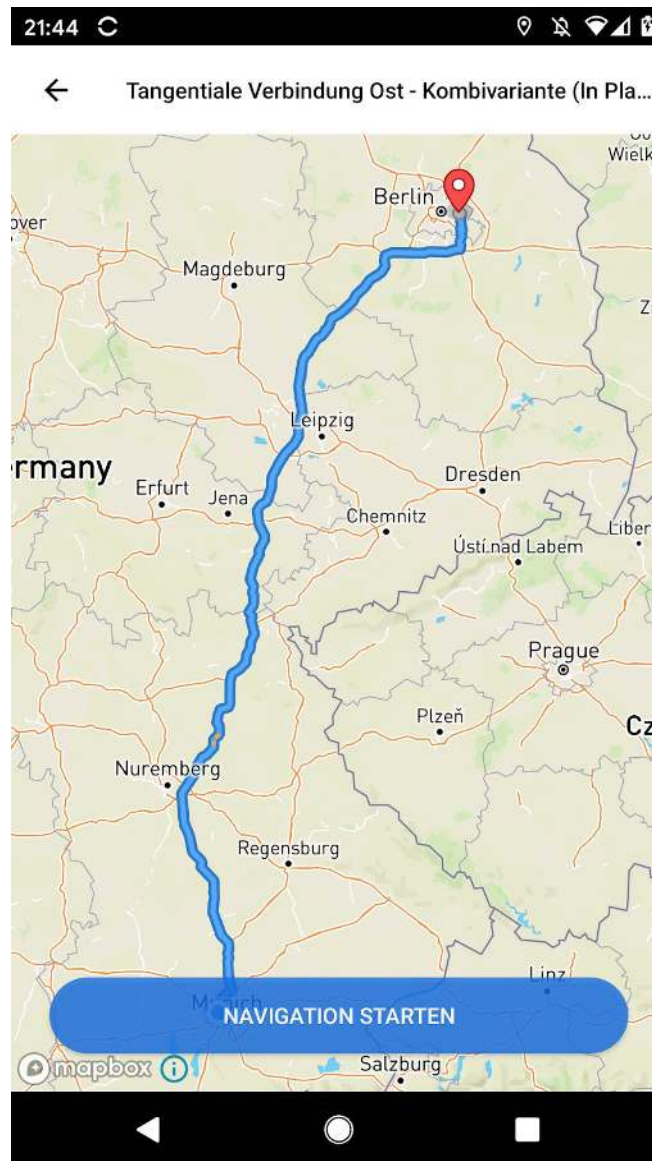 21:44
Tangentiale Verbindung Ost - Kombivariante (In Pla...
Wielk
Berlin
over
Magdeburg
Z
Leipzig
rmany
Erfurt
Jena
Dresden
Chemnitz
Liber
Ústí nad Labem
Prague
Plzeň
Cz
Nuremberg
Regensburg
Linz
Munich
NAVIGATION STARTEN
mapbox
Salzburg